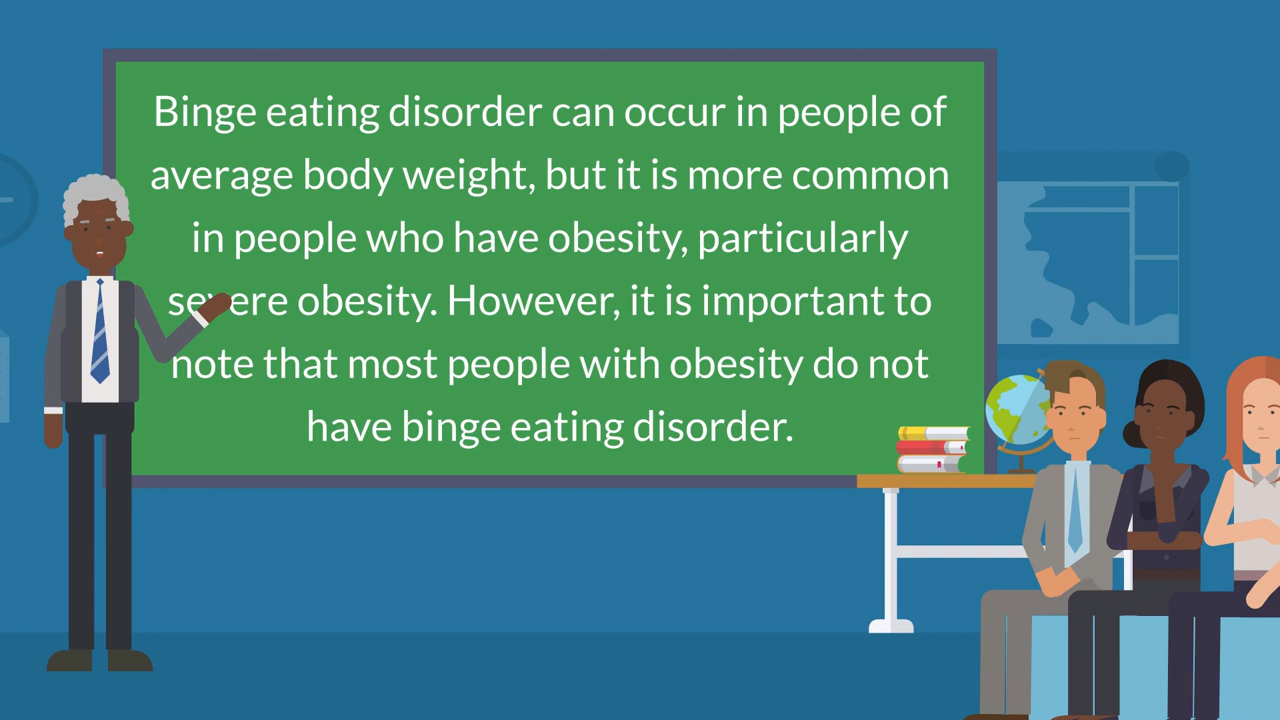 Binge eating disorder can occur in people of
average body weight, but it is more common
in people who have obesity, particularly
severe obesity. However, it is important to
note that most people with obesity do not
have binge eating disorder.